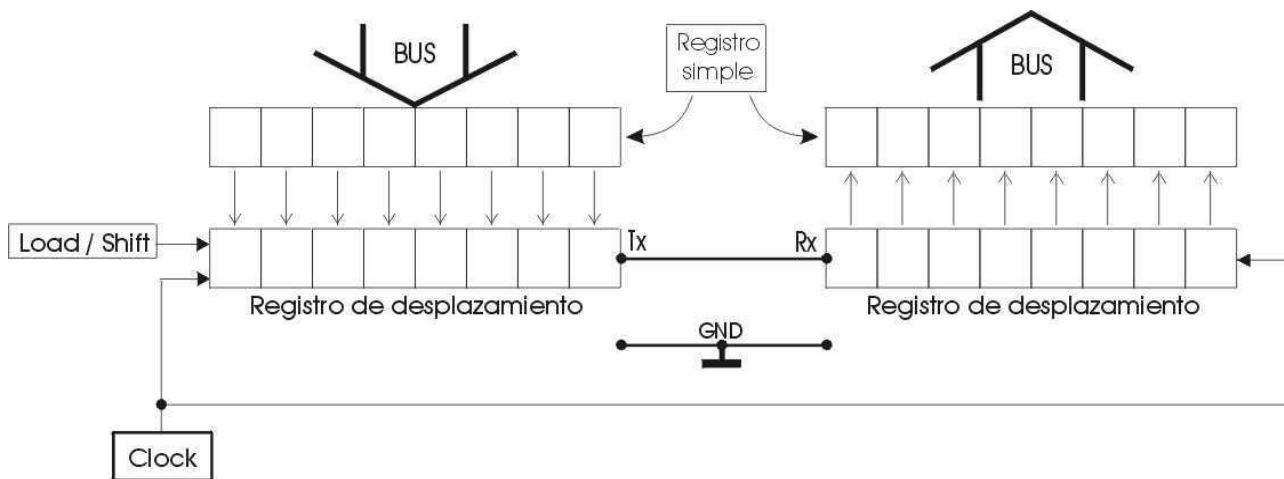 BUS
Registro
simple
BUS
Load / Shift
Tx
Rx
Registro de desplazamiento
Registro de desplazamiento
GND
Clock